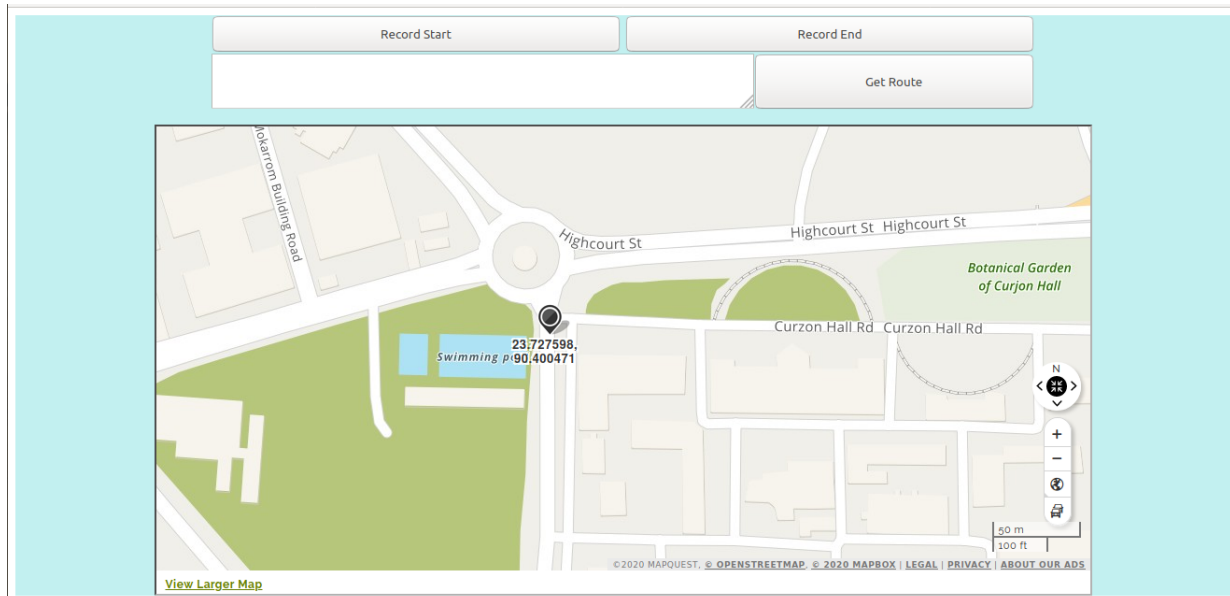 Record Start
Record End
Get Route
Mokarrom Building Road
Highcourt St
Highcourt St Highcourt St
Botanical Garden
of Curjon Hall
Curzon Hall Rd Curzon Hall Rd
Swimming p
23.727598,
90.400471
N
50 m
100 ft
©2020 MAPQUEST, © OPENSTREETMAP, © 2020 MAPBOX | LEGAL | PRIVACY | ABOUT OUR ADS
View Larger Map